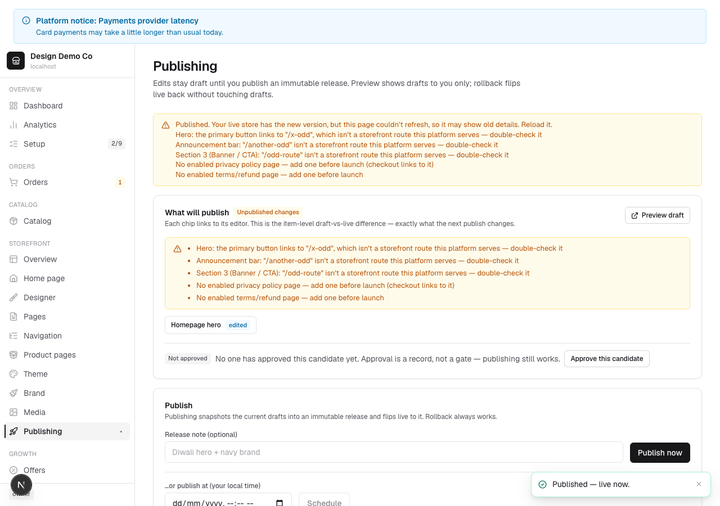 Platform notice: Payments provider latency
Card payments may take a little longer than usual today.
Design Demo Co
localhost
OVERVIEW
Dashboard
Analytics
Setup 2/9
ORDERS
Orders 1
CATALOG
Catalog
STOREFRONT
Overview
Home page
Designer
Pages
Navigation
Product pages
Theme
Brand
Media
Publishing
GROWTH
Offers
N
Publishing
Edits stay draft until you publish an immutable release. Preview shows drafts to you only; rollback flips
live back without touching drafts.
Published. Your live store has the new version, but this page couldn't refresh, so it may show old details. Reload it.
Hero: the primary button links to "/x-odd", which isn't a storefront route this platform serves — double-check it
Announcement bar: "/another-odd" isn't a storefront route this platform serves — double-check it
Section 3 (Banner / CTA): "/odd-route" isn't a storefront route this platform serves — double-check it
No enabled privacy policy page — add one before launch (checkout links to it)
No enabled terms/refund page — add one before launch
What will publish Unpublished changes
Each chip links to its editor. This is the item-level draft-vs-live difference — exactly what the next publish changes.
Preview draft
• Hero: the primary button links to "/x-odd", which isn't a storefront route this platform serves — double-check it
• Announcement bar: "/another-odd" isn't a storefront route this platform serves — double-check it
• Section 3 (Banner / CTA): "/odd-route" isn't a storefront route this platform serves — double-check it
• No enabled privacy policy page — add one before launch (checkout links to it)
• No enabled terms/refund page — add one before launch
Homepage hero edited
Not approved No one has approved this candidate yet. Approval is a record, not a gate — publishing still works. Approve this candidate
Publish
Publishing snapshots the current drafts into an immutable release and flips live to it. Rollback always works.
Release note (optional)
Diwali hero + navy brand
Publish now
…or publish at (your local time)
dd/mm/yyyy, --:-- --
Schedule
Published — live now.